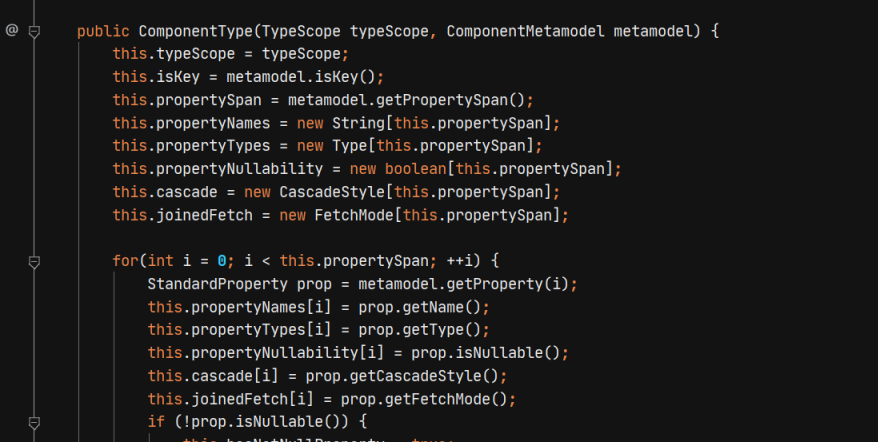 @
public ComponentType(TypeScope typeScope, ComponentMetamodel metamodel) {
this.typeScope = typeScope;
this.isKey = metamodel.isKey();
this.propertySpan = metamodel.getPropertySpan();
this.propertyNames = new String[this.propertySpan];
this.propertyTypes = new Type[this.propertySpan];
this.propertyNullability = new boolean[this.propertySpan];
this.cascade = new CascadeStyle[this.propertySpan];
this.joinedFetch = new FetchMode[this.propertySpan];
for(int i = 0; i < this.propertySpan; ++i) {
StandardProperty prop = metamodel.getProperty(i);
this.propertyNames[i] = prop.getName();
this.propertyTypes[i] = prop.getType();
this.propertyNullability[i] = prop.isNullable();
this.cascade[i] = prop.getCascadeStyle();
this.joinedFetch[i] = prop.getFetchMode();
if (!prop.isNullable()) {